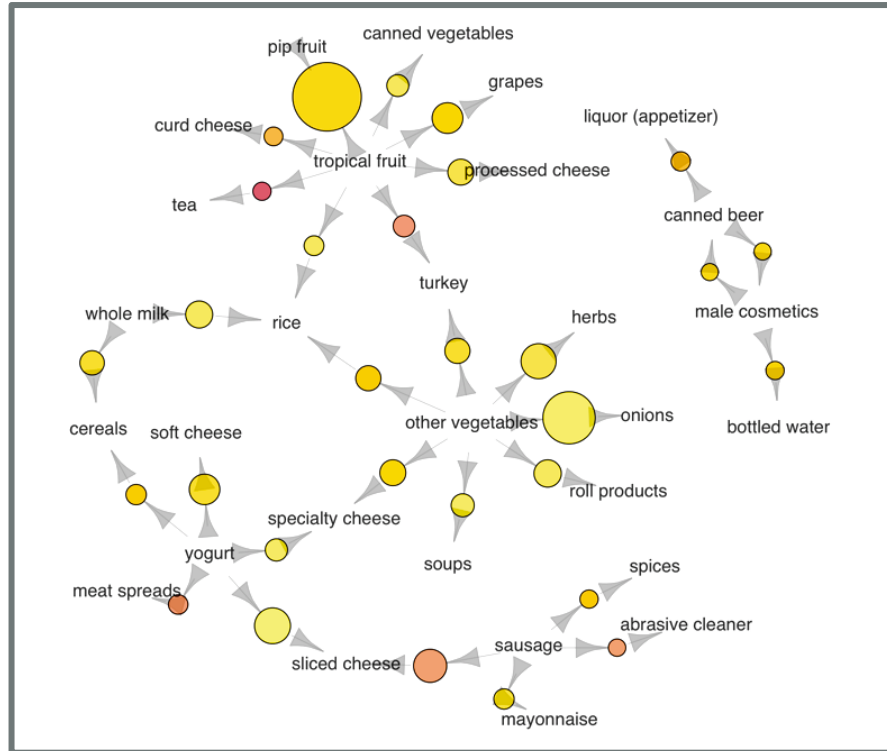 canned vegetables
pip fruit
grapes
liquor (appetizer)
curd cheese
tropical fruit
processed cheese
tea
canned beer
turkey
whole milk
rice
herbs
male cosmetics
onions
other vegetables
bottled water
cereals
soft cheese
roll products
specialty cheese
yogurt
soups
spices
meat spreads
abrasive cleaner
sausage
sliced cheese
mayonnaise